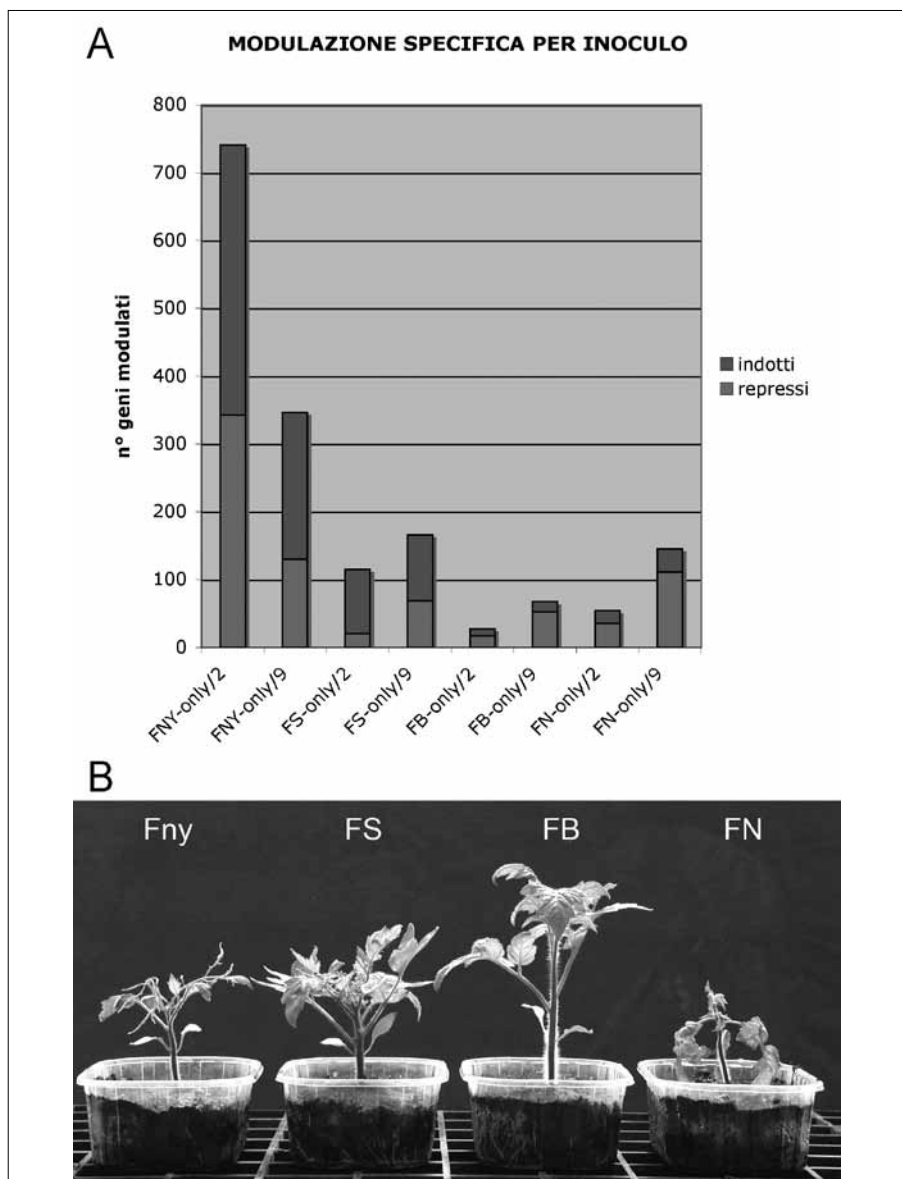 A
MODULAZIONE SPECIFICA PER INOCULO
800
700
600
500
400
300
200
100
0
n° geni modulati
FNY-only/2
FNY-only/9
FS-only/2
FS-only/9
FB-only/2
FB-only/9
FN-only/2
FN-only/9
indotti
repressi
B
Fny
FS
FB
FN